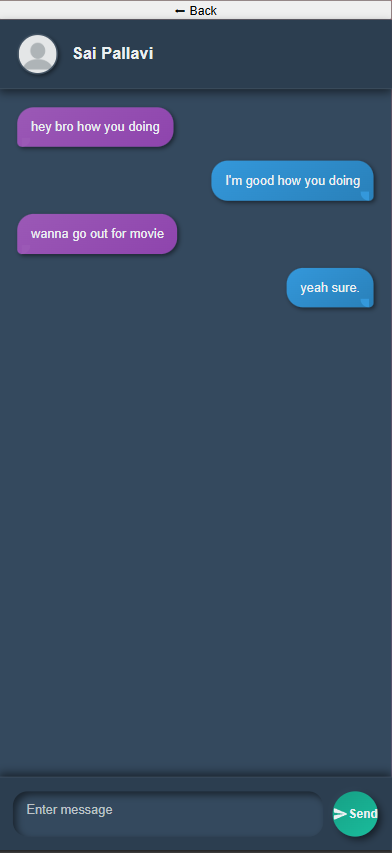 ← Back
Sai Pallavi
hey bro how you doing
I'm good how you doing
wanna go out for movie
yeah sure.
Enter message
Send